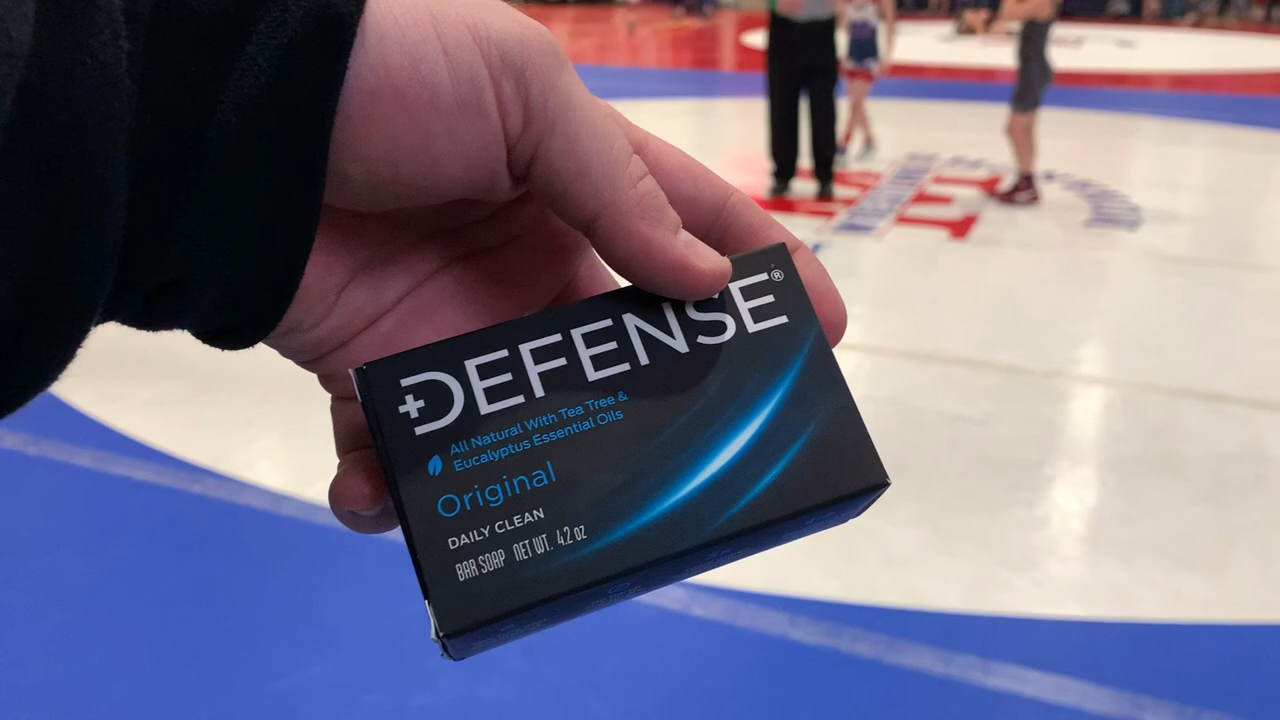 DEFENSE®
All Natural With Tea Tree &
Eucalyptus Essential Oils
Original
DAILY CLEAN
BAR SOAP NET WT. 4.2 oz